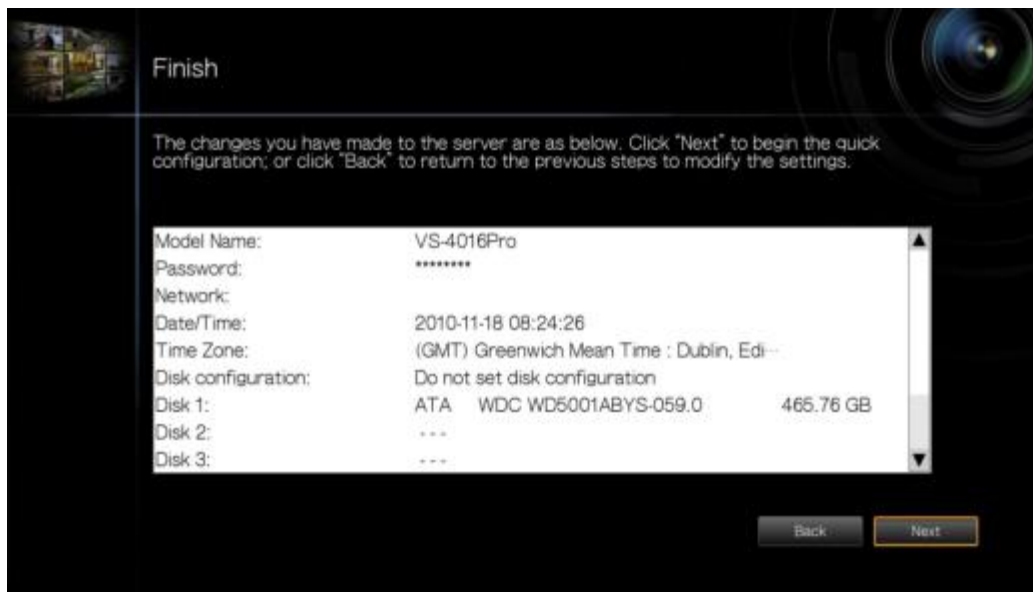 Finish
The changes you have made to the server are as below. Click "Next" to begin the quick
configuration; or click "Back" to return to the previous steps to modify the settings.
Model Name: VS-4016Pro
Password: ********
Network:
Date/Time: 2010-11-18 08:24:26
Time Zone: (GMT) Greenwich Mean Time : Dublin, Edi···
Disk configuration: Do not set disk configuration
Disk 1: ATA WDC WD5001ABYS-059.0 465.76 GB
Disk 2: ---
Disk 3: ---
Back Next